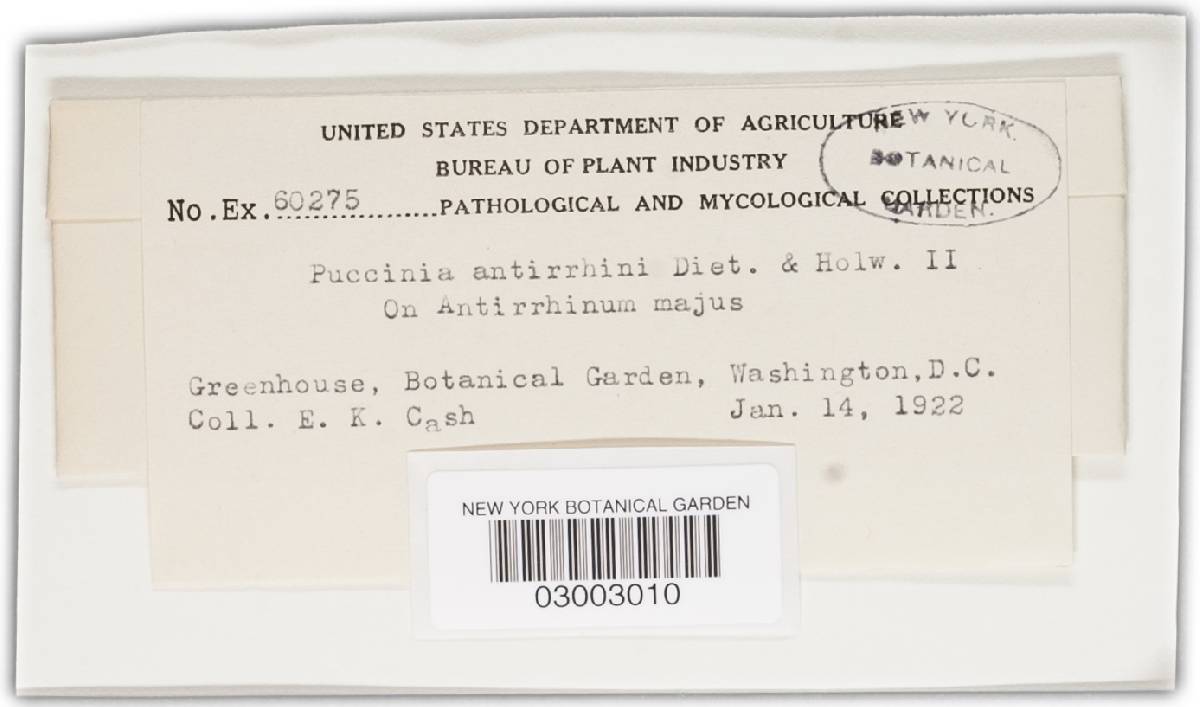 UNITED STATES DEPARTMENT OF AGRICULTURE
BUREAU OF PLANT INDUSTRY
No.Ex. 60275 PATHOLOGICAL AND MYCOLOGICAL COLLECTIONS
NEW YORK
BOTANICAL
GARDEN.
Puccinia antirrhini Diet. & Holw. II
On Antirrhinum majus
Greenhouse, Botanical Garden, Washington,D.C.
Coll. E. K. Cash Jan. 14, 1922
NEW YORK BOTANICAL GARDEN
03003010